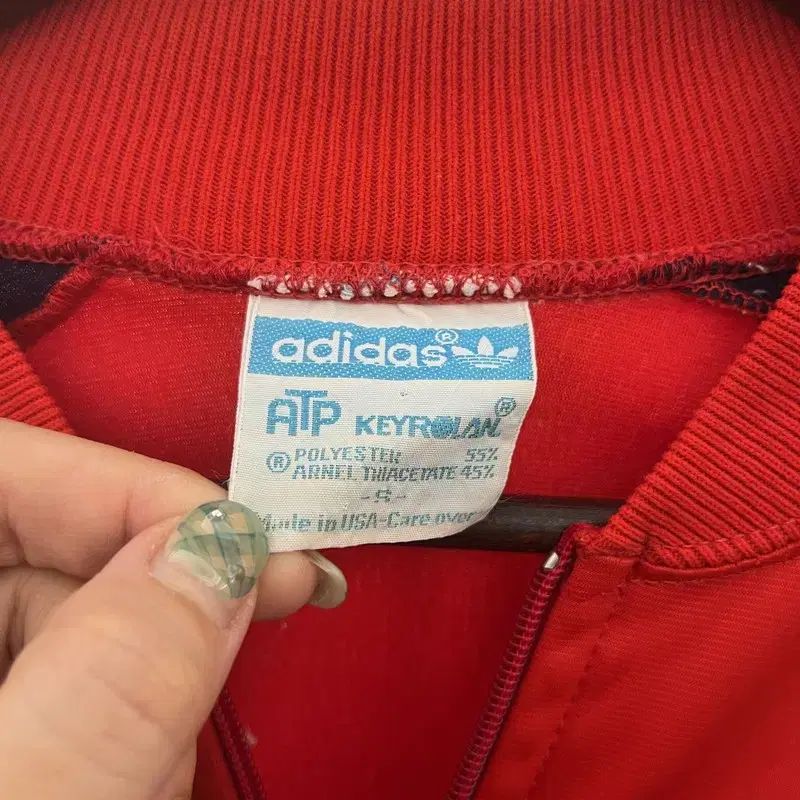 adidas®
ATP KEYROLAN®
® POLYESTER 55%
ARNEL TRIACETATE 45%
-S-
Made in USA-Care over